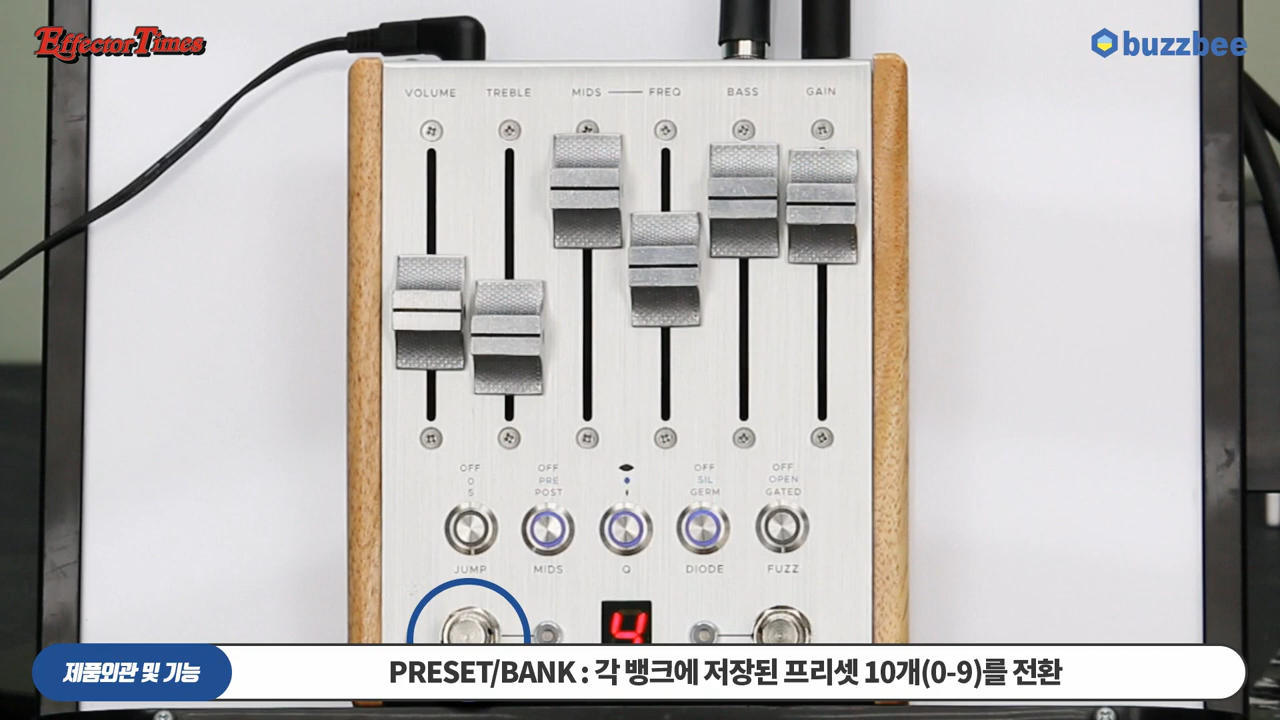 Effector Times
buzzbee
VOLUME TREBLE MIDS FREQ BASS GAIN
OFF OFF OFF OFF
0 PRE SIL OPEN
5 POST GERM GATED
JUMP MIDS Q DIODE FUZZ
9
제품외관 및 기능
PRESET/BANK : 각 뱅크에 저장된 프리셋 10개(0-9)를 전환